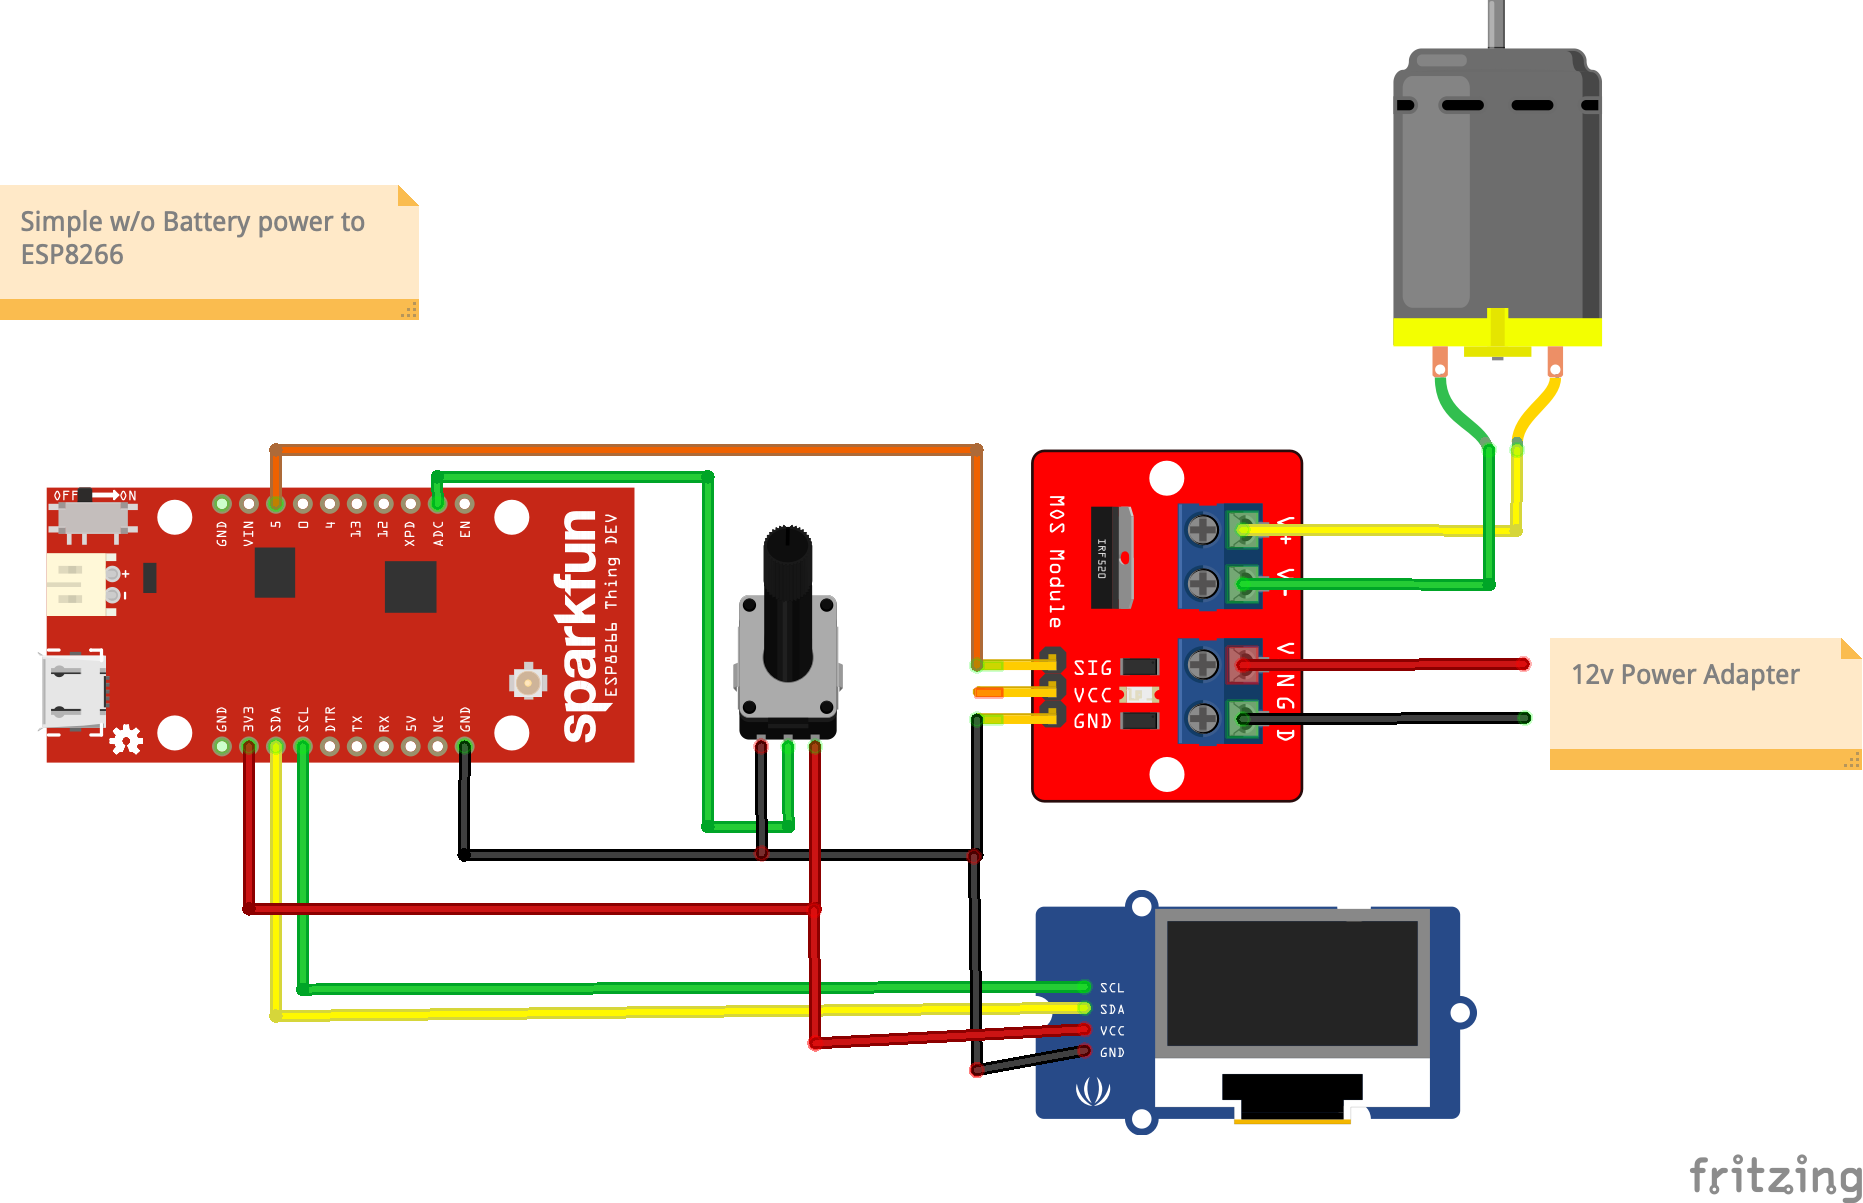 Simple w/o Battery power to
ESP8266
OFF ON
GND VIN 5 0 4 13 12 XPD ADC EN
+
-
sparkfun
ESP8266 Thing DEV
GND 3V3 SDA SCL DTR TX RX 5V NC GND
MOS Module
IRF520
V+
V-
SIG
VCC
GND
VIN
GND
12v Power Adapter
SCL
SDA
VCC
GND
fritzing